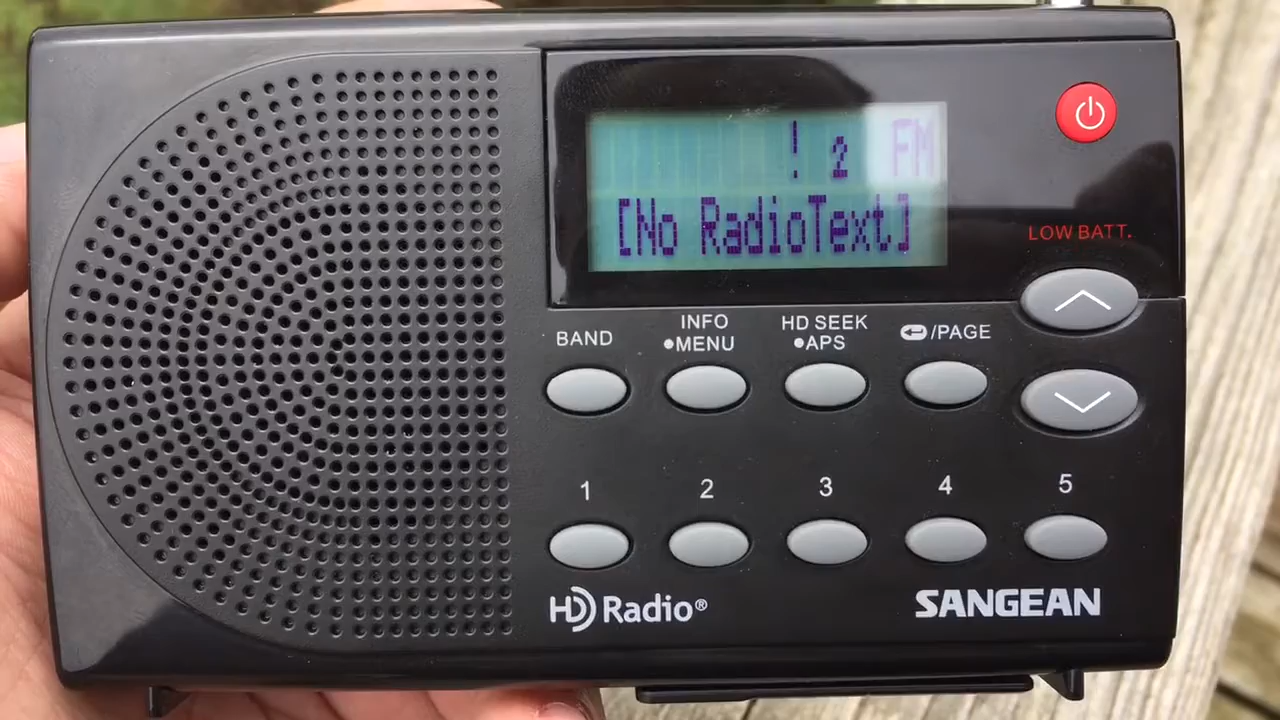 ! 2 FM
[No RadioText]
LOW BATT.
BAND
INFO
●MENU
HD SEEK
●APS
/PAGE
1 2 3 4 5
HD Radio®
SANGEAN